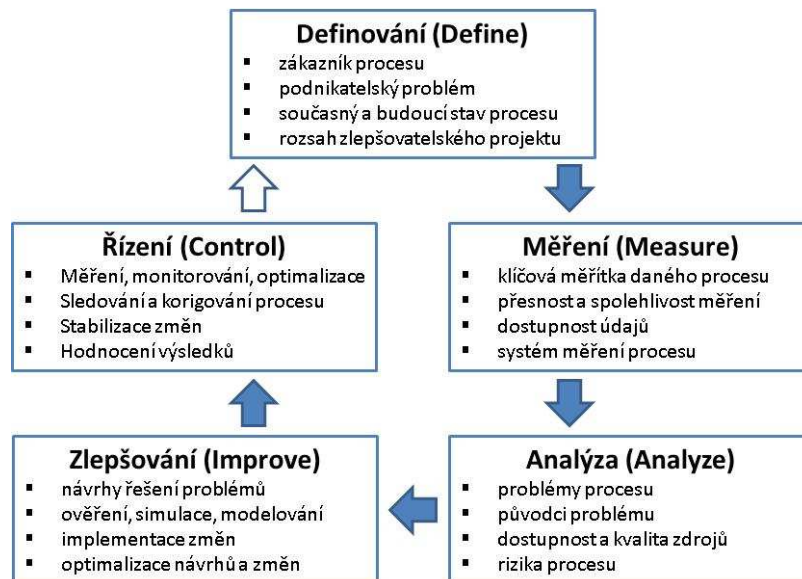 Definování (Define)
▪ zákazník procesu
▪ podnikatelský problém
▪ současný a budoucí stav procesu
▪ rozsah zlepšovatelského projektu
Měření (Measure)
▪ klíčová měřítka daného procesu
▪ přesnost a spolehlivost měření
▪ dostupnost údajů
▪ systém měření procesu
Analýza (Analyze)
▪ problémy procesu
▪ původci problému
▪ dostupnost a kvalita zdrojů
▪ rizika procesu
Zlepšování (Improve)
▪ návrhy řešení problémů
▪ ověření, simulace, modelování
▪ implementace změn
▪ optimalizace návrhů a změn
Řízení (Control)
▪ Měření, monitorování, optimalizace
▪ Sledování a korigování procesu
▪ Stabilizace změn
▪ Hodnocení výsledků